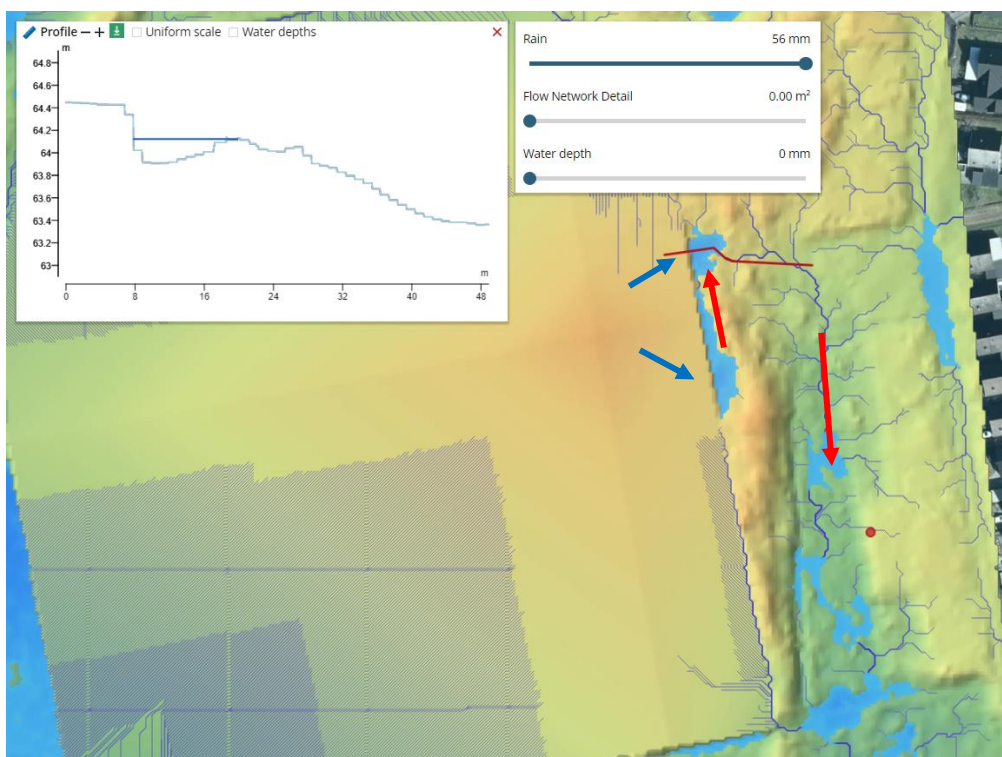 Profile − + Uniform scale Water depths ×
m
64.8
64.6
64.4
64.2
64
63.8
63.6
63.4
63.2
63
m
0 8 16 24 32 40 48
Rain 56 mm
Flow Network Detail 0.00 m²
Water depth 0 mm